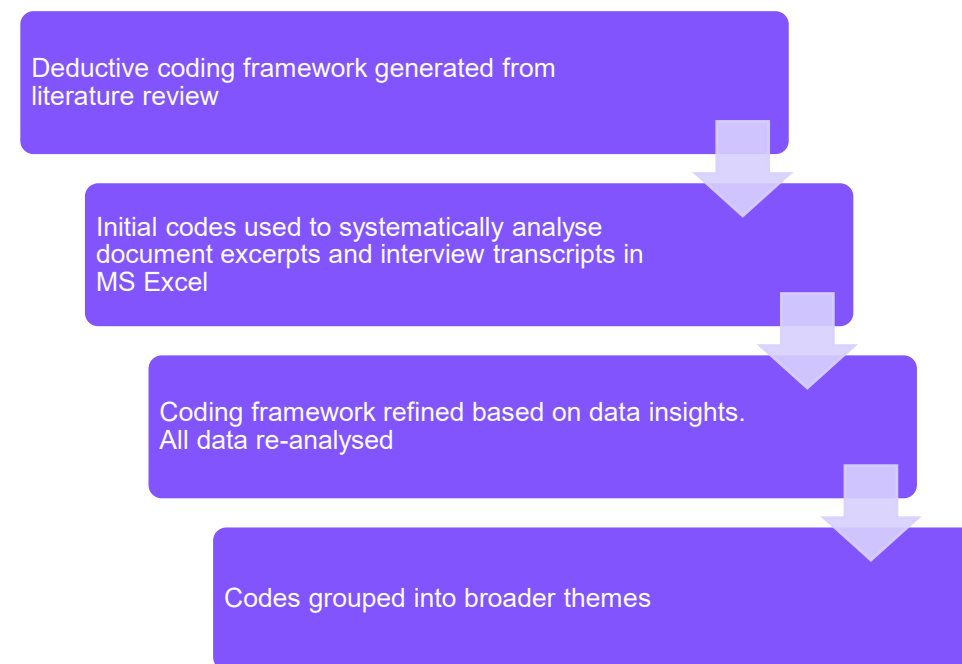 Deductive coding framework generated from
literature review
Initial codes used to systematically analyse
document excerpts and interview transcripts in
MS Excel
Coding framework refined based on data insights.
All data re-analysed
Codes grouped into broader themes